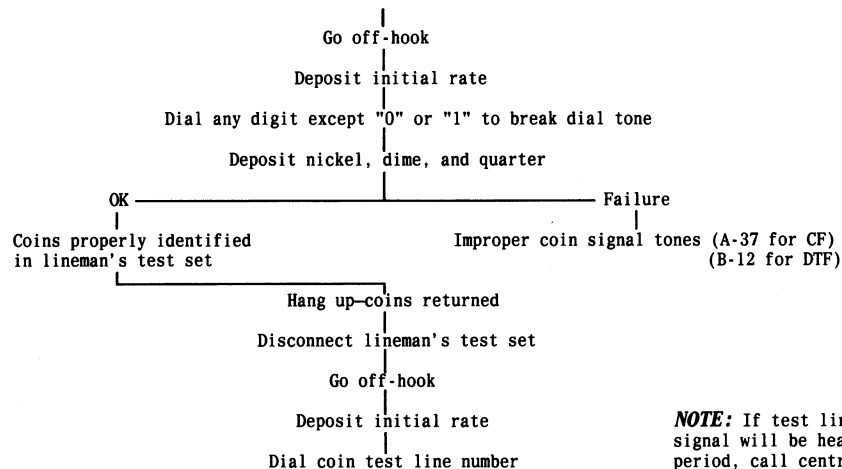 Go off-hook
Deposit initial rate
Dial any digit except "0" or "1" to break dial tone
Deposit nickel, dime, and quarter
OK
Failure
Coins properly identified
in lineman's test set
Improper coin signal tones (A-37 for CF)
(B-12 for DTF)
Hang up—coins returned
Disconnect lineman's test set
Go off-hook
Deposit initial rate
Dial coin test line number
NOTE: If test lin
signal will be hea
period, call centr